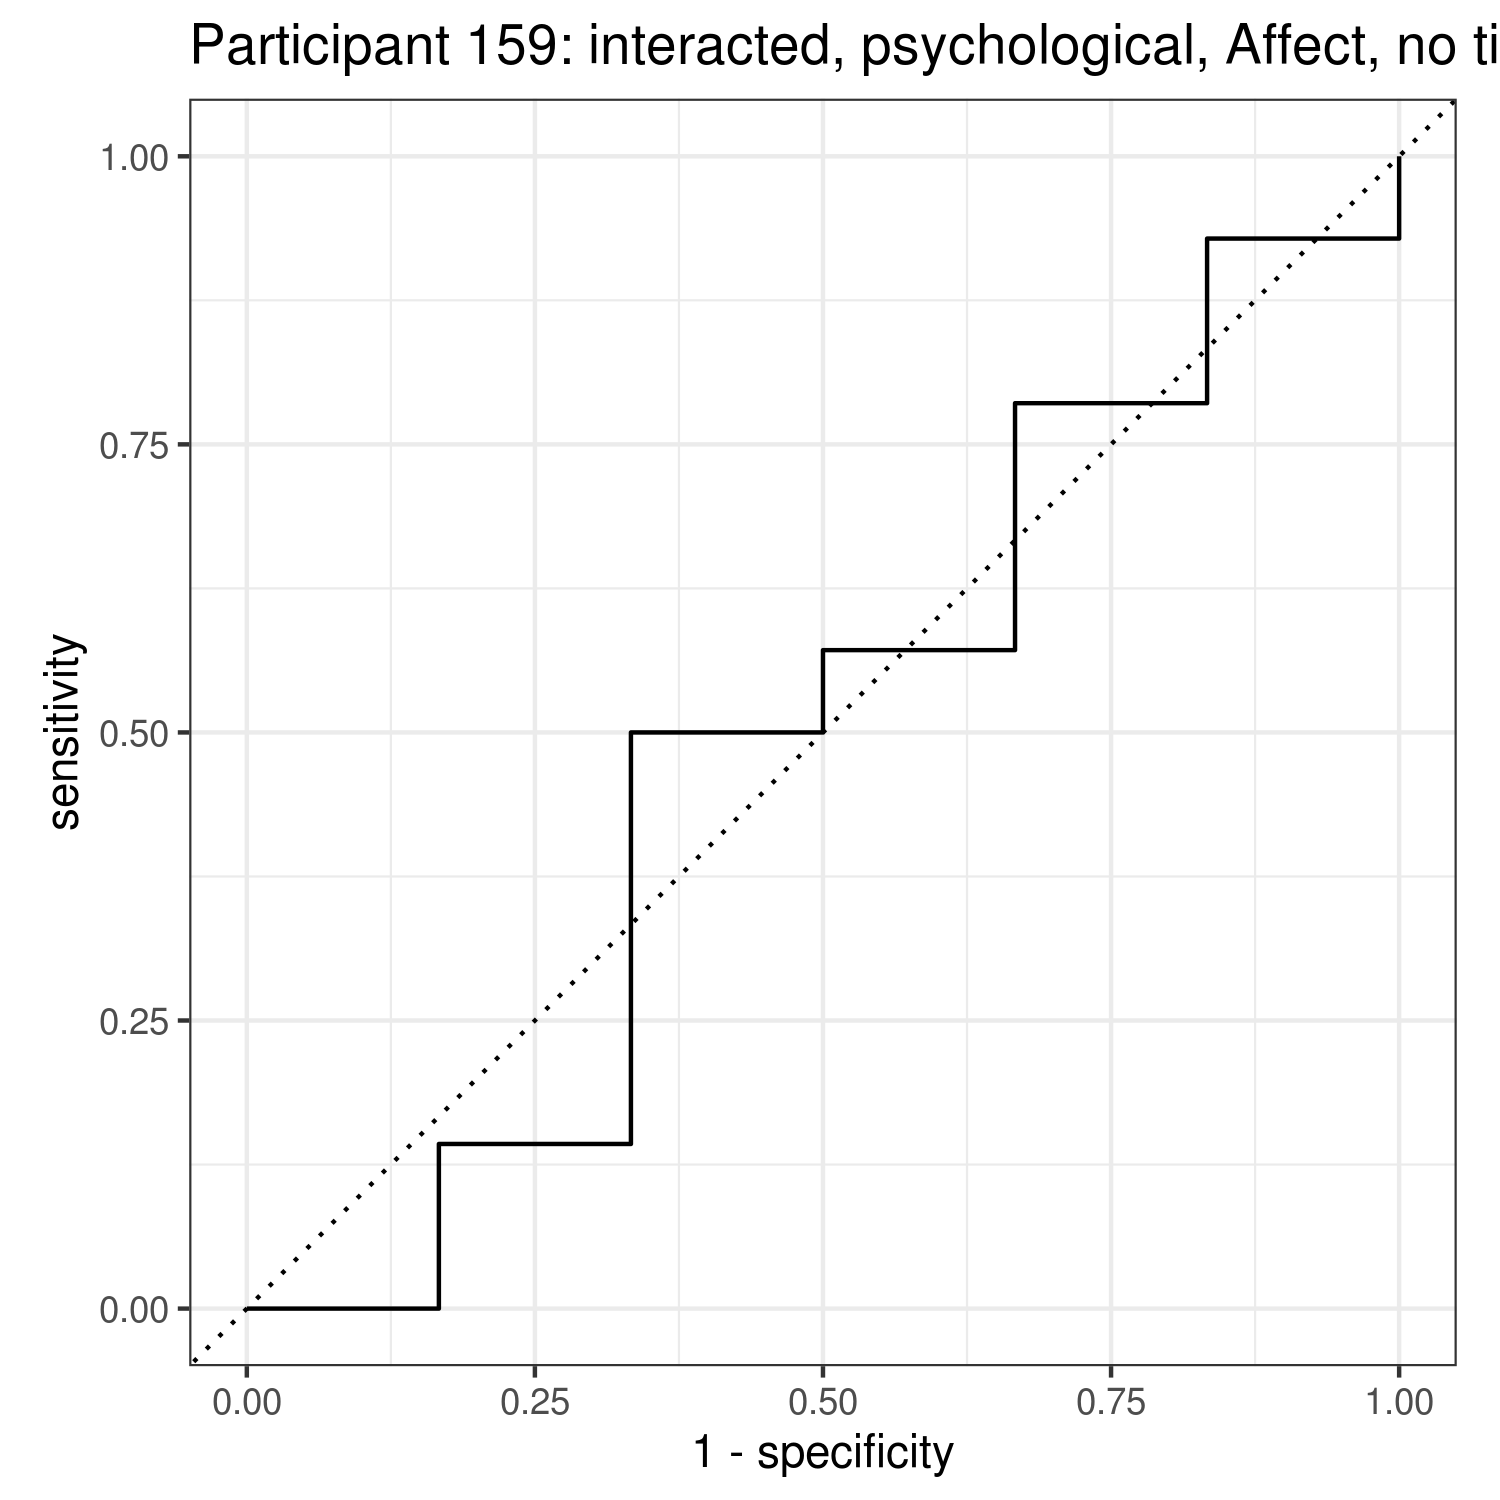 Participant 159: interacted, psychological, Affect, no ti
1.00
0.75
0.50
0.25
0.00
sensitivity
0.00 0.25 0.50 0.75 1.00
1 - specificity